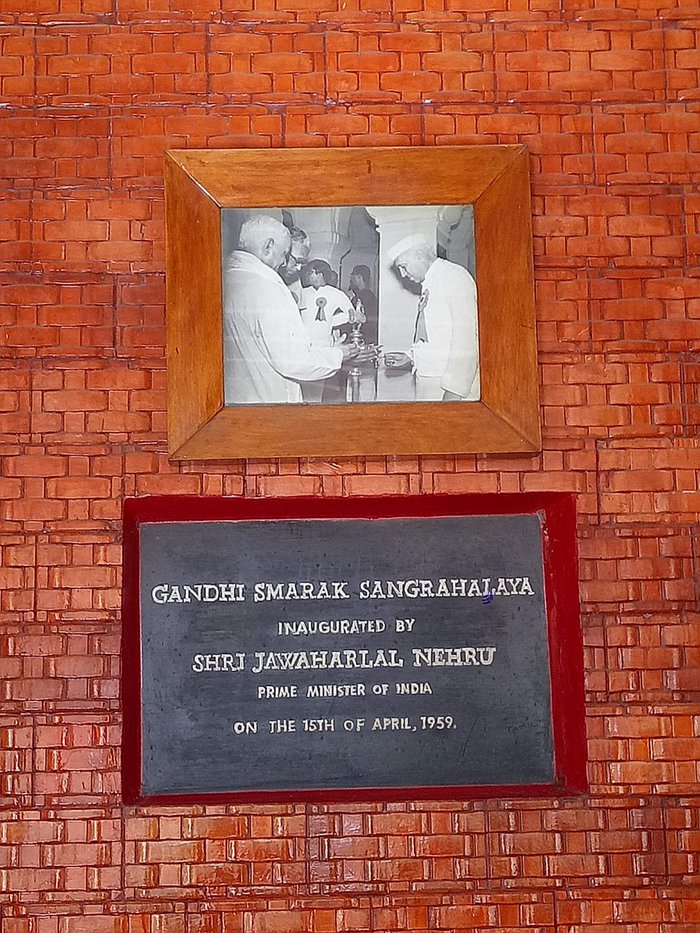 GANDHI SMARAK SANGRAHALAYA
INAUGURATED BY
SHRI JAWAHARLAL NEHRU
PRIME MINISTER OF INDIA
ON THE 15TH OF APRIL, 1959.